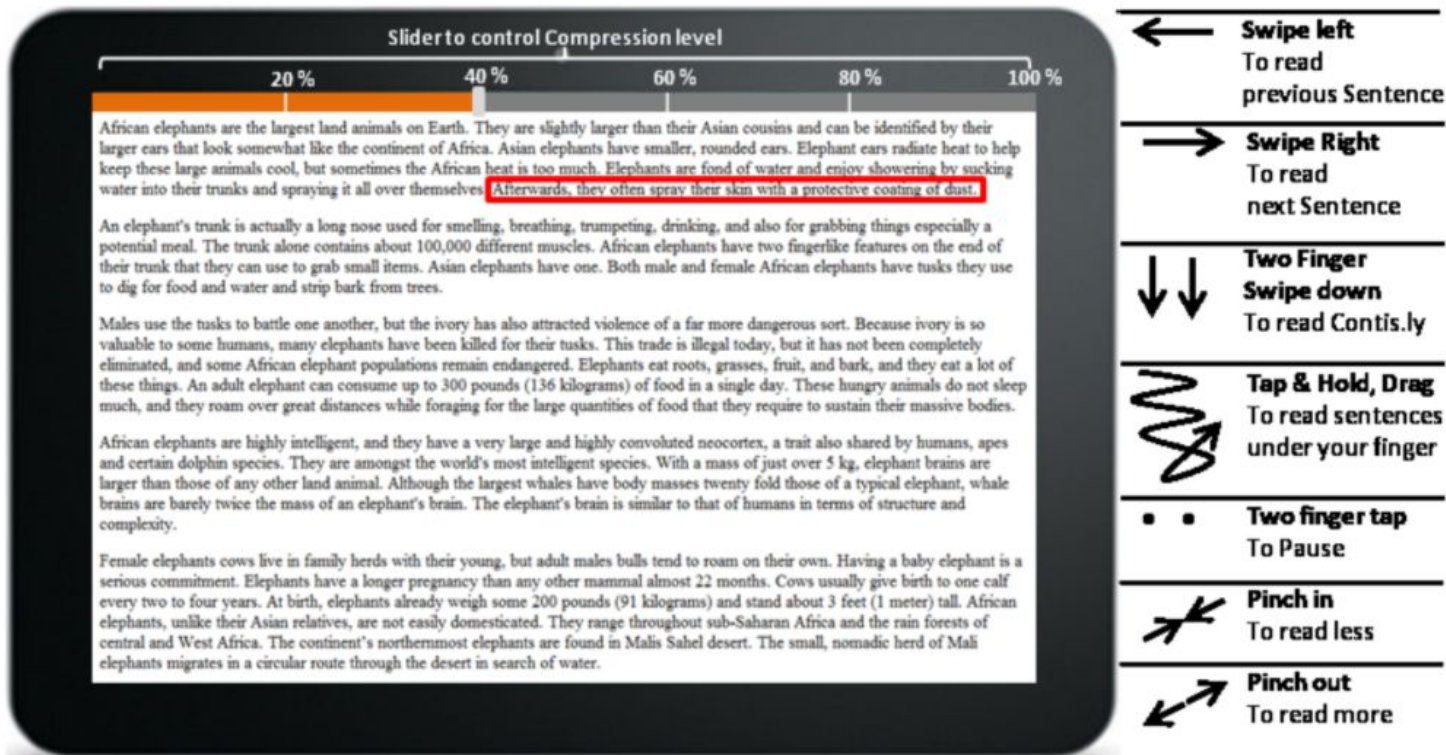 Slider to control Compression level
20 %
40 %
60 %
80 %
100 %
African elephants are the largest land animals on Earth. They are slightly larger than their Asian cousins and can be identified by their
larger ears that look somewhat like the continent of Africa. Asian elephants have smaller, rounded ears. Elephant ears radiate heat to help
keep these large animals cool, but sometimes the African heat is too much. Elephants are fond of water and enjoy showering by sucking
water into their trunks and spraying it all over themselves. Afterwards, they often spray their skin with a protective coating of dust.
An elephant's trunk is actually a long nose used for smelling, breathing, trumpeting, drinking, and also for grabbing things especially a
potential meal. The trunk alone contains about 100,000 different muscles. African elephants have two fingerlike features on the end of
their trunk that they can use to grab small items. Asian elephants have one. Both male and female African elephants have tusks they use
to dig for food and water and strip bark from trees.
Males use the tusks to battle one another, but the ivory has also attracted violence of a far more dangerous sort. Because ivory is so
valuable to some humans, many elephants have been killed for their tusks. This trade is illegal today, but it has not been completely
eliminated, and some African elephant populations remain endangered. Elephants eat roots, grasses, fruit, and bark, and they eat a lot of
these things. An adult elephant can consume up to 300 pounds (136 kilograms) of food in a single day. These hungry animals do not sleep
much, and they roam over great distances while foraging for the large quantities of food that they require to sustain their massive bodies.
African elephants are highly intelligent, and they have a very large and highly convoluted neocortex, a trait also shared by humans, apes
and certain dolphin species. They are amongst the world's most intelligent species. With a mass of just over 5 kg, elephant brains are
larger than those of any other land animal. Although the largest whales have body masses twenty fold those of a typical elephant, whale
brains are barely twice the mass of an elephant's brain. The elephant's brain is similar to that of humans in terms of structure and
complexity.
Female elephants cows live in family herds with their young, but adult males bulls tend to roam on their own. Having a baby elephant is a
serious commitment. Elephants have a longer pregnancy than any other mammal almost 22 months. Cows usually give birth to one calf
every two to four years. At birth, elephants already weigh some 200 pounds (91 kilograms) and stand about 3 feet (1 meter) tall. African
elephants, unlike their Asian relatives, are not easily domesticated. They range throughout sub-Saharan Africa and the rain forests of
central and West Africa. The continent's northernmost elephants are found in Malis Sahel desert. The small, nomadic herd of Mali
elephants migrates in a circular route through the desert in search of water.
Swipe left
To read
previous Sentence
Swipe Right
To read
next Sentence
Two Finger
Swipe down
To read Contis.ly
Tap & Hold, Drag
To read sentences
under your finger
Two finger tap
To Pause
Pinch in
To read less
Pinch out
To read more